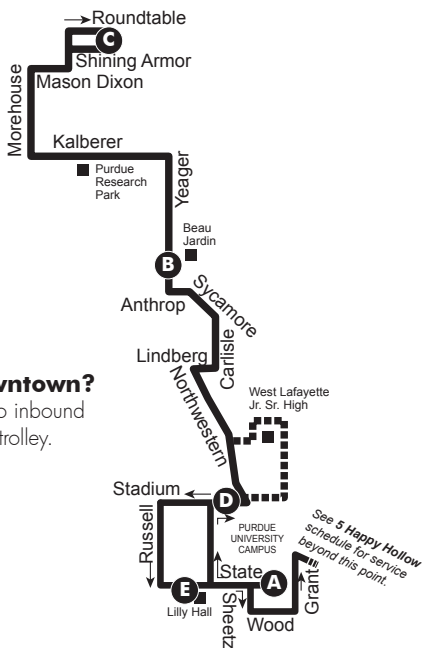 Roundtable
C
Shining Armor
Mason Dixon
Morehouse
Kalberer
Purdue
Research
Park
Yeager
Beau
Jardin
B
Sycamore
Anthrop
Carlisle
Lindberg
wntown?
o inbound
trolley.
Northwestern
West Lafayette
Jr. Sr. High
Stadium
D
PURDUE
UNIVERSITY
CAMPUS
See 5 Happy Hollow
schedule for service
beyond this point.
Russell
State
A
E
Lilly Hall
Sheetz
Wood
Grant